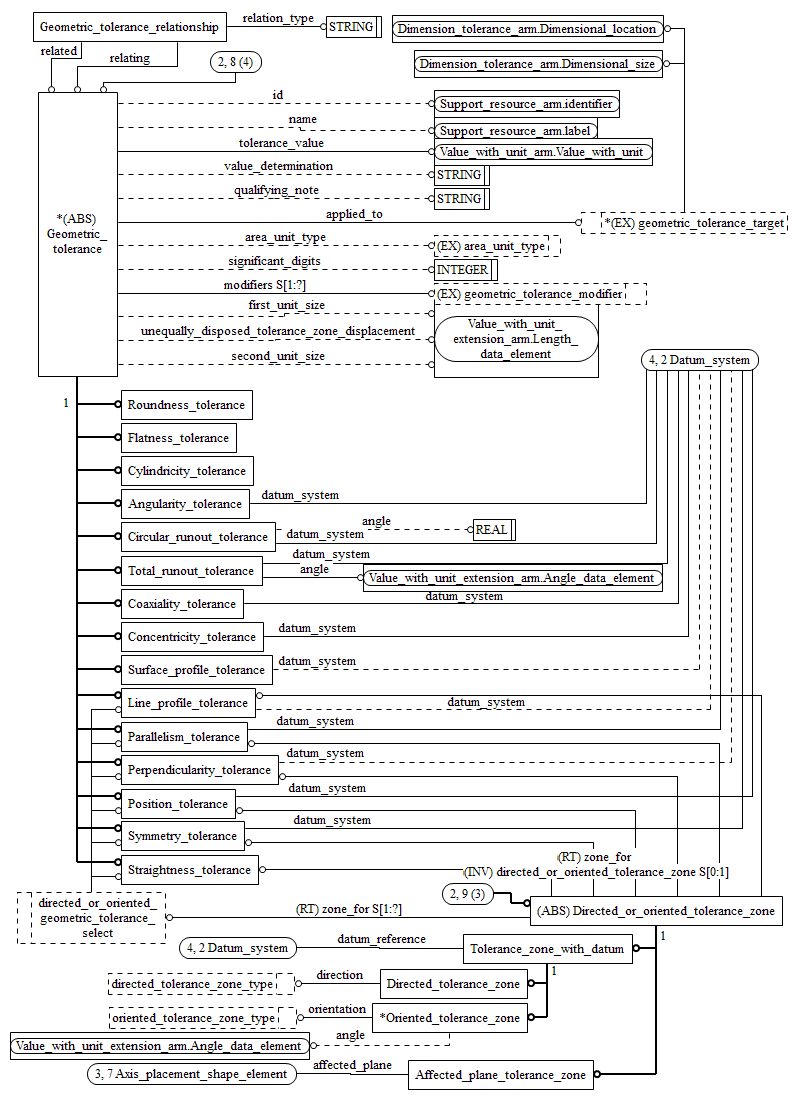 Geometric_tolerance_relationship
relation_type
STRING
Dimension_tolerance_arm.Dimensional_location
related
relating
2, 8 (4)
Dimension_tolerance_arm.Dimensional_size
id
Support_resource_arm.identifier
name
Support_resource_arm.label
tolerance_value
Value_with_unit_arm.Value_with_unit
value_determination
STRING
qualifying_note
STRING
*(ABS)
Geometric_
tolerance
applied_to
*(EX) geometric_tolerance_target
area_unit_type
(EX) area_unit_type
significant_digits
INTEGER
modifiers S[1:?]
(EX) geometric_tolerance_modifier
first_unit_size
unequally_disposed_tolerance_zone_displacement
Value_with_unit_
extension_arm.Length_
data_element
second_unit_size
4, 2 Datum_system
1
Roundness_tolerance
Flatness_tolerance
Cylindricity_tolerance
Angularity_tolerance
datum_system
Circular_runout_tolerance
angle
REAL
datum_system
Total_runout_tolerance
datum_system
angle
Value_with_unit_extension_arm.Angle_data_element
Coaxiality_tolerance
datum_system
Concentricity_tolerance
datum_system
Surface_profile_tolerance
datum_system
Line_profile_tolerance
datum_system
Parallelism_tolerance
datum_system
Perpendicularity_tolerance
datum_system
Position_tolerance
datum_system
Symmetry_tolerance
datum_system
Straightness_tolerance
(RT) zone_for
(INV) directed_or_oriented_tolerance_zone S[0:1]
2, 9 (3)
directed_or_oriented_
geometric_tolerance_
select
(RT) zone_for S[1:?]
(ABS) Directed_or_oriented_tolerance_zone
1
4, 2 Datum_system
datum_reference
Tolerance_zone_with_datum
1
directed_tolerance_zone_type
direction
Directed_tolerance_zone
oriented_tolerance_zone_type
orientation
*Oriented_tolerance_zone
Value_with_unit_extension_arm.Angle_data_element
angle
3, 7 Axis_placement_shape_element
affected_plane
Affected_plane_tolerance_zone